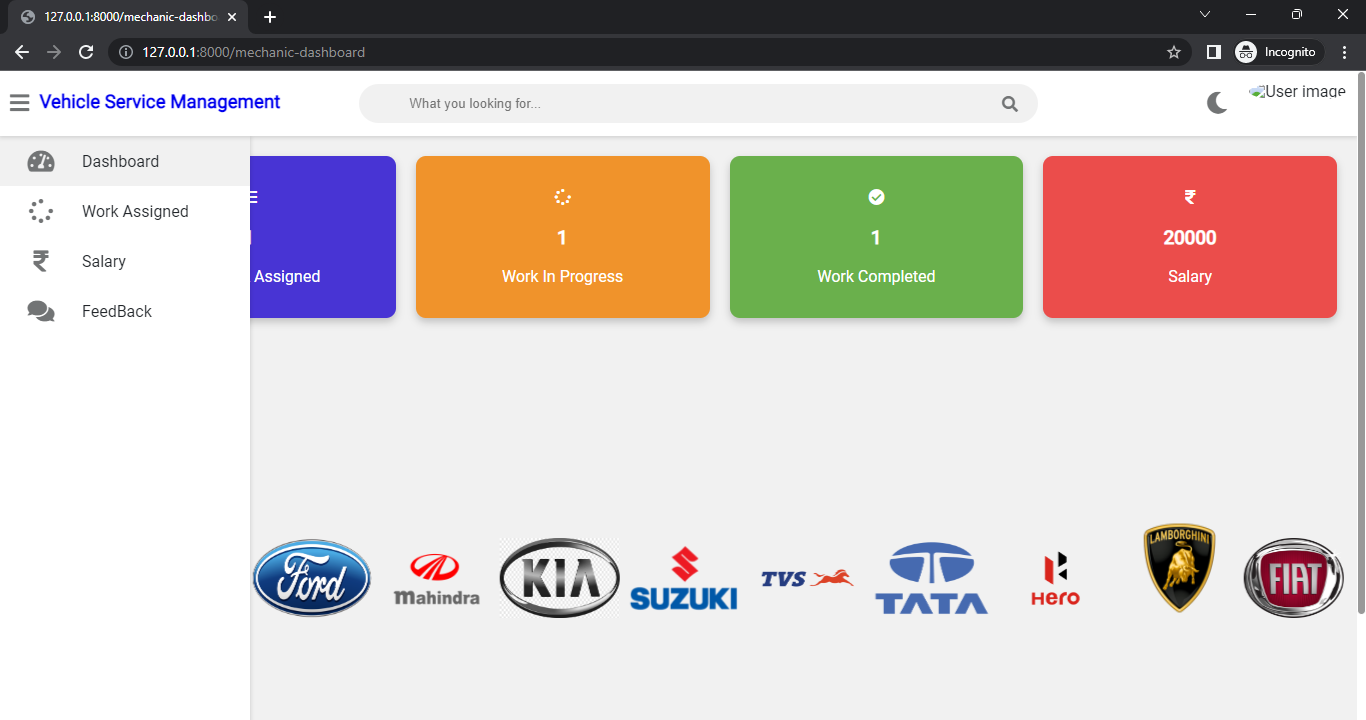 127.0.0.1:8000/mechanic-dashbo
127.0.0.1:8000/mechanic-dashboard
Incognito
Vehicle Service Management
What you looking for...
User image
Dashboard
Work Assigned
Salary
FeedBack
Assigned
1
Work In Progress
1
Work Completed
₹
20000
Salary
Ford
Mahindra
KIA
SUZUKI
TVS
TATA
Hero
LAMBORGHINI
FIAT